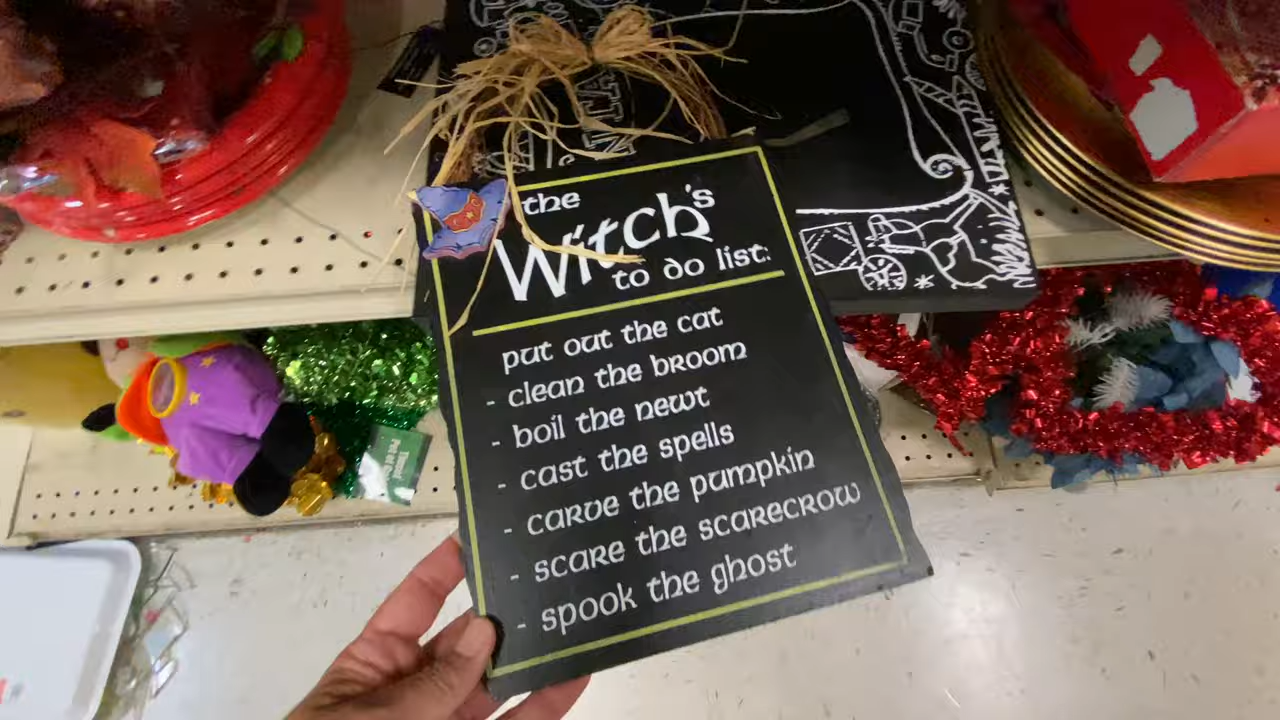 the
Witch's
to do list:
put out the cat
- clean the broom
- boil the newt
- cast the spells
- carve the pumpkin
- scare the scarecrow
- spook the ghost